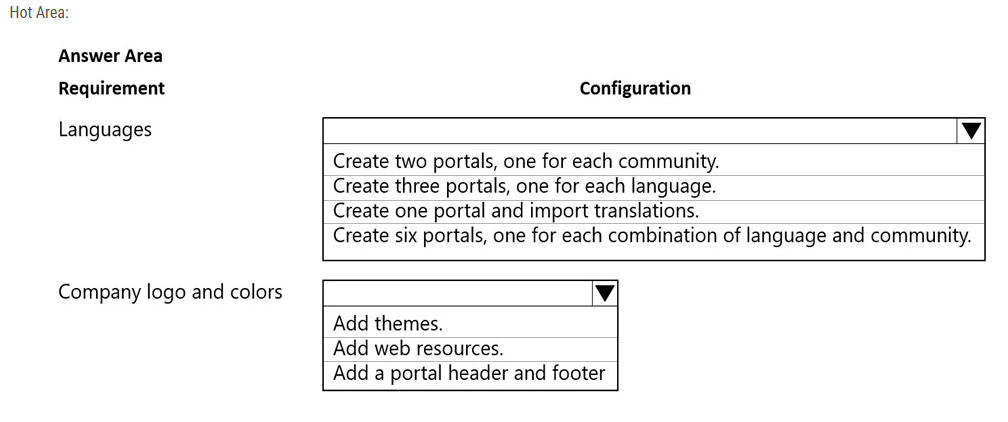 Hot Area:
Answer Area
Requirement Configuration
Languages
Create two portals, one for each community.
Create three portals, one for each language.
Create one portal and import translations.
Create six portals, one for each combination of language and community.
Company logo and colors
Add themes.
Add web resources.
Add a portal header and footer